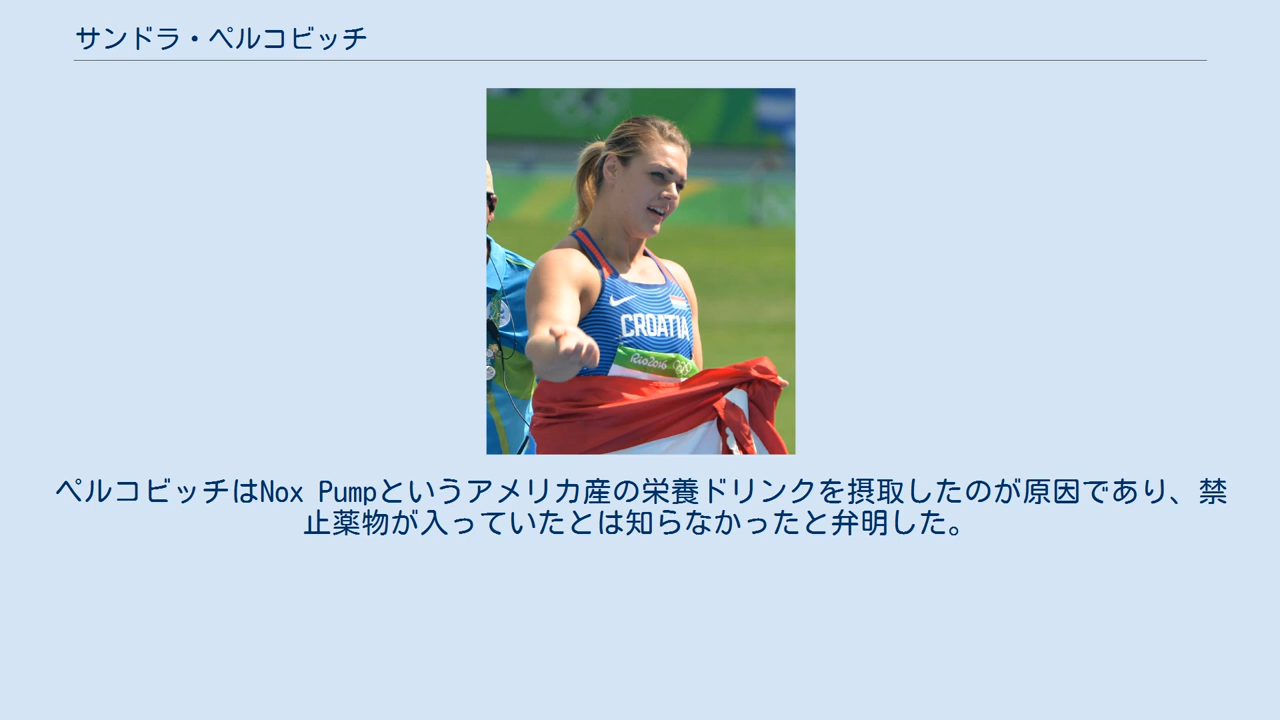 サンドラ・ペルコビッチ
CROATIA
Rio2016
ペルコビッチはNox Pumpというアメリカ産の栄養ドリンクを摂取したのが原因であり、禁
止薬物が入っていたとは知らなかったと弁明した。